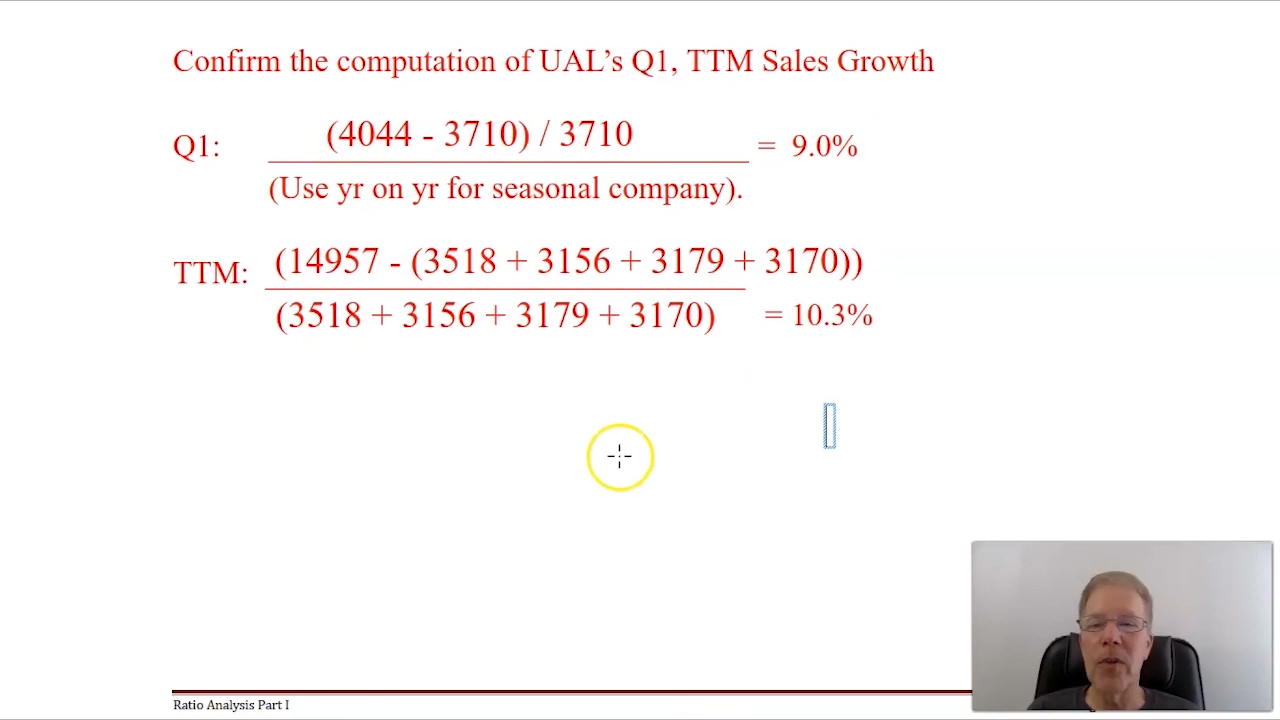 Confirm the computation of UAL’s Q1, TTM Sales Growth
(4044 - 3710) / 3710
Q1: = 9.0%
(Use yr on yr for seasonal company).
(14957 - (3518 + 3156 + 3179 + 3170))
TTM:
(3518 + 3156 + 3179 + 3170) = 10.3%
Ratio Analysis Part I